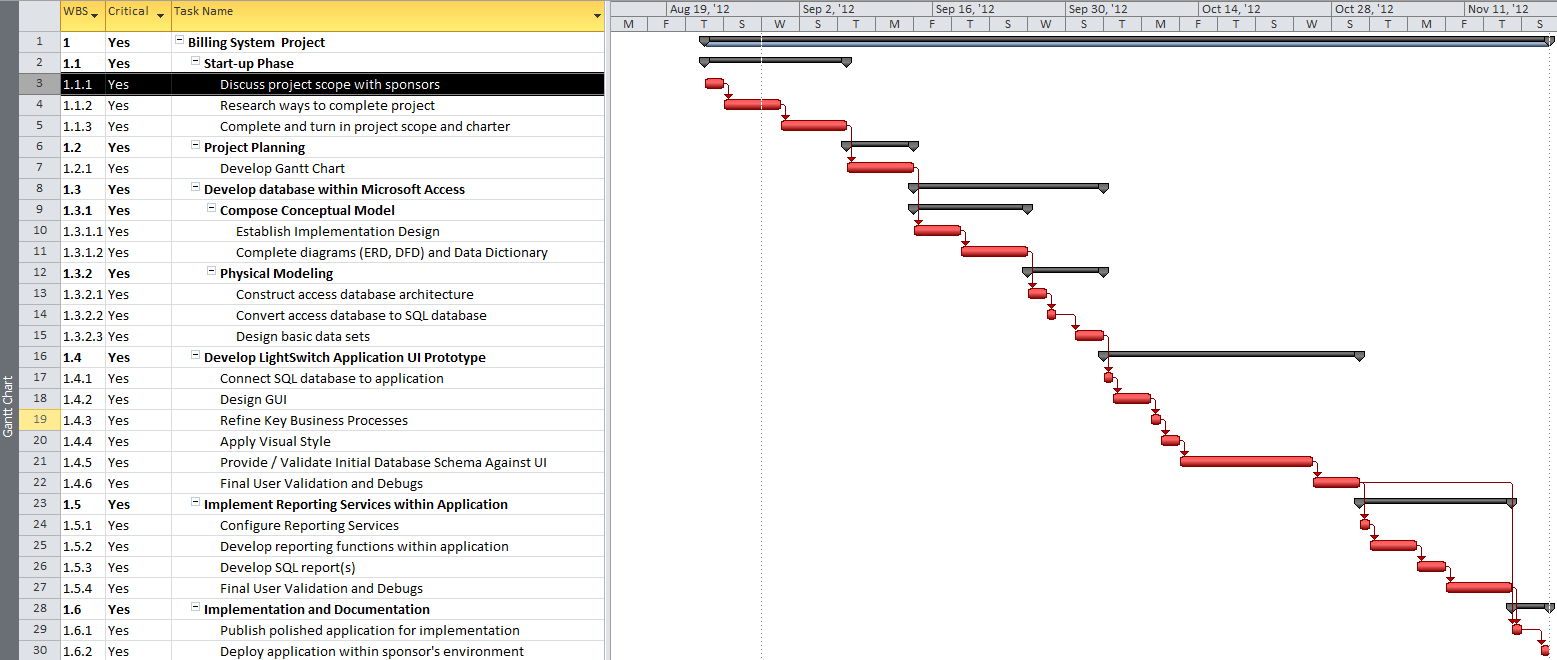 WBS Critical Task Name
Aug 19, '12 Sep 2, '12 Sep 16, '12 Sep 30, '12 Oct 14, '12 Oct 28, '12 Nov 11, '12
M F T S W S T M F T S W S T M F T S W S T M F T S
1 1 Yes Billing System Project
2 1.1 Yes Start-up Phase
3 1.1.1 Yes Discuss project scope with sponsors
4 1.1.2 Yes Research ways to complete project
5 1.1.3 Yes Complete and turn in project scope and charter
6 1.2 Yes Project Planning
7 1.2.1 Yes Develop Gantt Chart
8 1.3 Yes Develop database within Microsoft Access
9 1.3.1 Yes Compose Conceptual Model
10 1.3.1.1 Yes Establish Implementation Design
11 1.3.1.2 Yes Complete diagrams (ERD, DFD) and Data Dictionary
12 1.3.2 Yes Physical Modeling
13 1.3.2.1 Yes Construct access database architecture
14 1.3.2.2 Yes Convert access database to SQL database
15 1.3.2.3 Yes Design basic data sets
16 1.4 Yes Develop LightSwitch Application UI Prototype
17 1.4.1 Yes Connect SQL database to application
18 1.4.2 Yes Design GUI
19 1.4.3 Yes Refine Key Business Processes
20 1.4.4 Yes Apply Visual Style
21 1.4.5 Yes Provide / Validate Initial Database Schema Against UI
22 1.4.6 Yes Final User Validation and Debugs
23 1.5 Yes Implement Reporting Services within Application
24 1.5.1 Yes Configure Reporting Services
25 1.5.2 Yes Develop reporting functions within application
26 1.5.3 Yes Develop SQL report(s)
27 1.5.4 Yes Final User Validation and Debugs
28 1.6 Yes Implementation and Documentation
29 1.6.1 Yes Publish polished application for implementation
30 1.6.2 Yes Deploy application within sponsor's environment
Gantt Chart